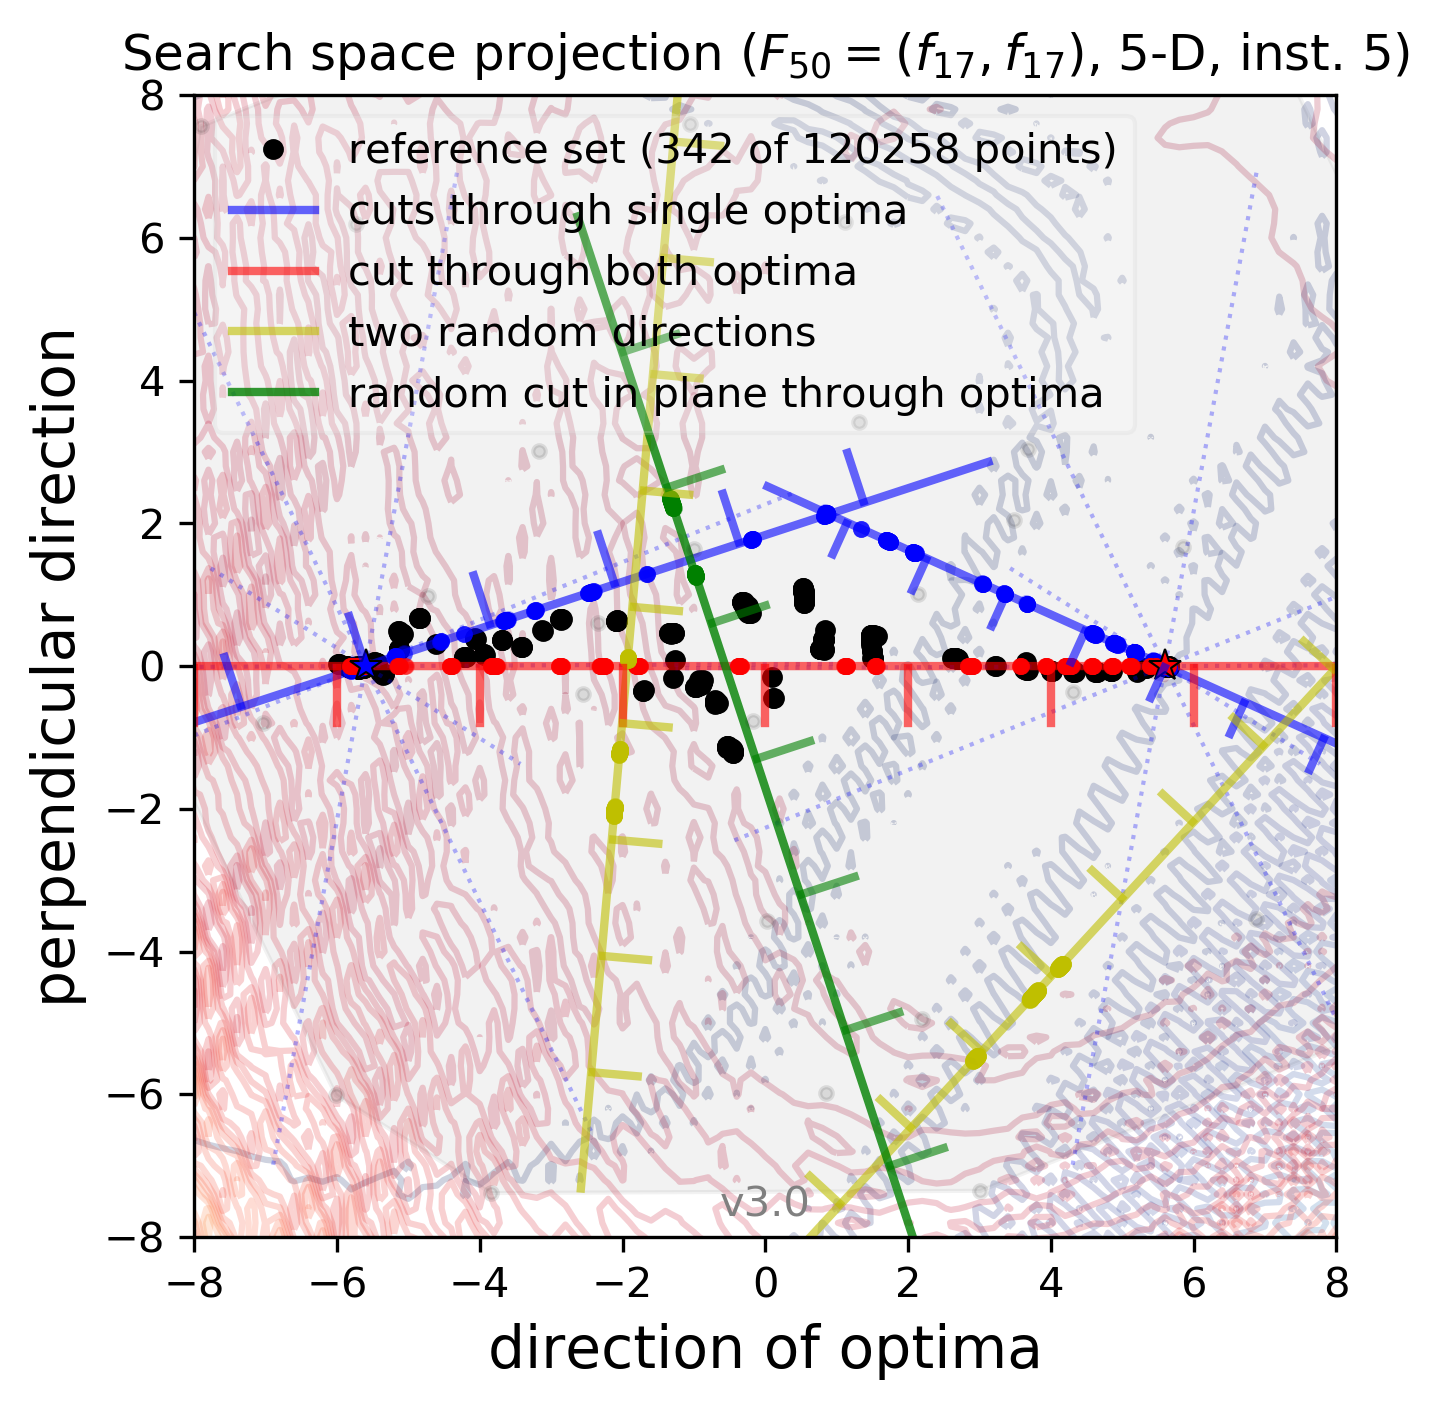 Search space projection (F₅₀ = (f₁₇, f₁₇), 5-D, inst. 5)
8
reference set (342 of 120258 points)
cuts through single optima
6
cut through both optima
two random directions
4
random cut in plane through optima
2
0
−2
−4
−6
−8
perpendicular direction
v3.0
−8 −6 −4 −2 0 2 4 6 8
direction of optima